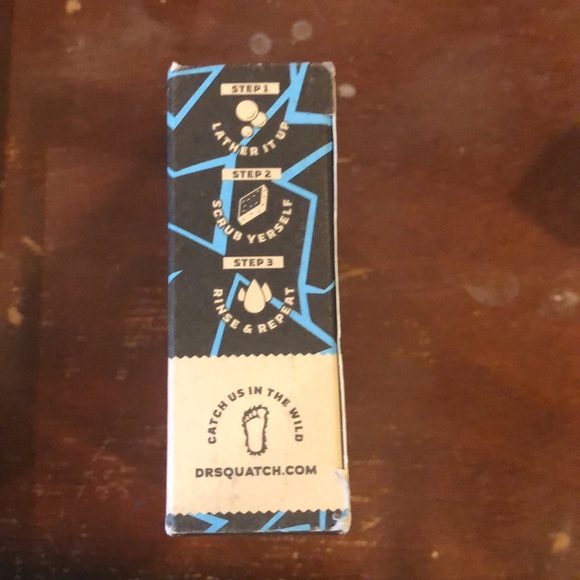 STEP 1
LATHER IT UP
STEP 2
SCRUB YERSELF
STEP 3
RINSE & REPEAT
CATCH US IN THE WILD
DRSQUATCH.COM